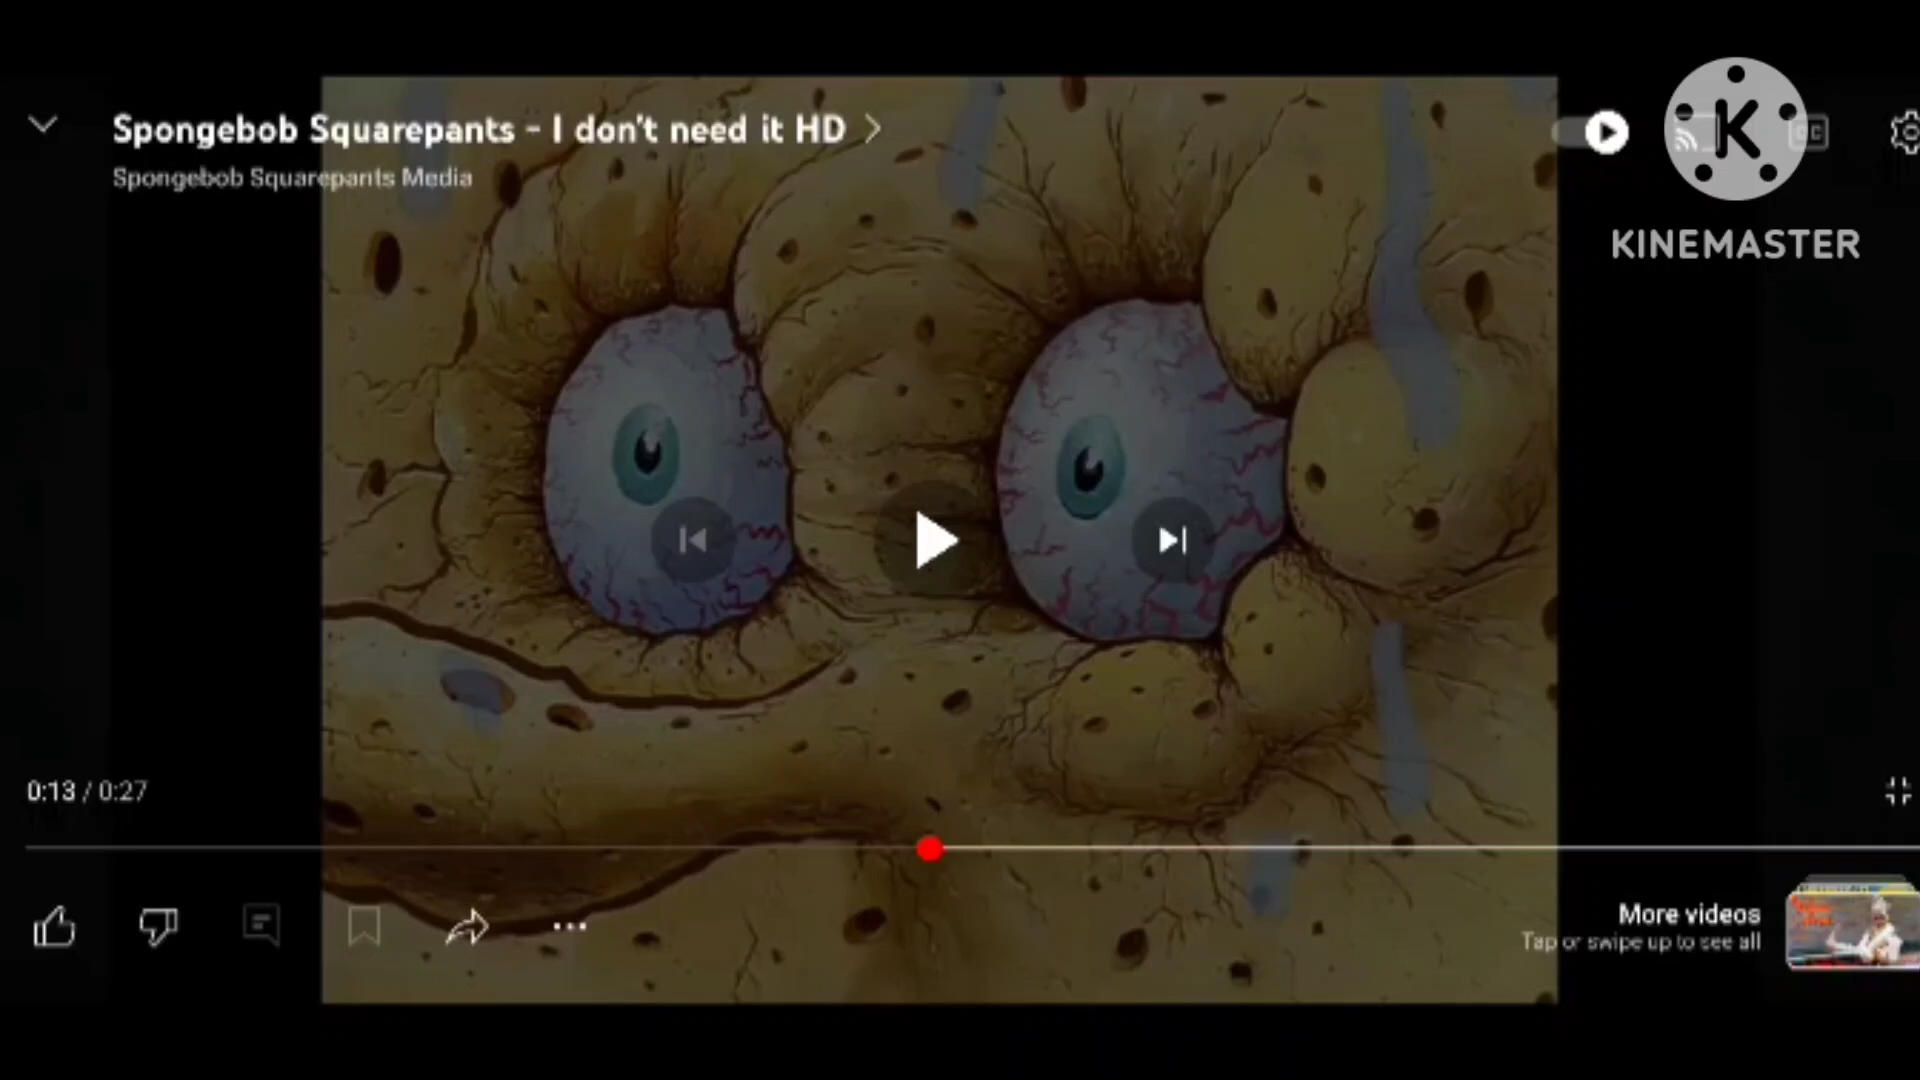 Spongebob Squarepants - I don't need it HD
Spongebob Squarepants Media
K
CC
KINEMASTER
0:13 / 0:27
More videos
Tap or swipe up to see all